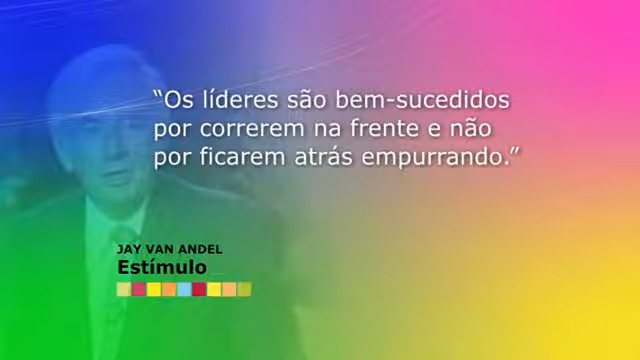 “Os líderes são bem-sucedidos
por correrem na frente e não
por ficarem atrás empurrando.”
JAY VAN ANDEL
Estímulo